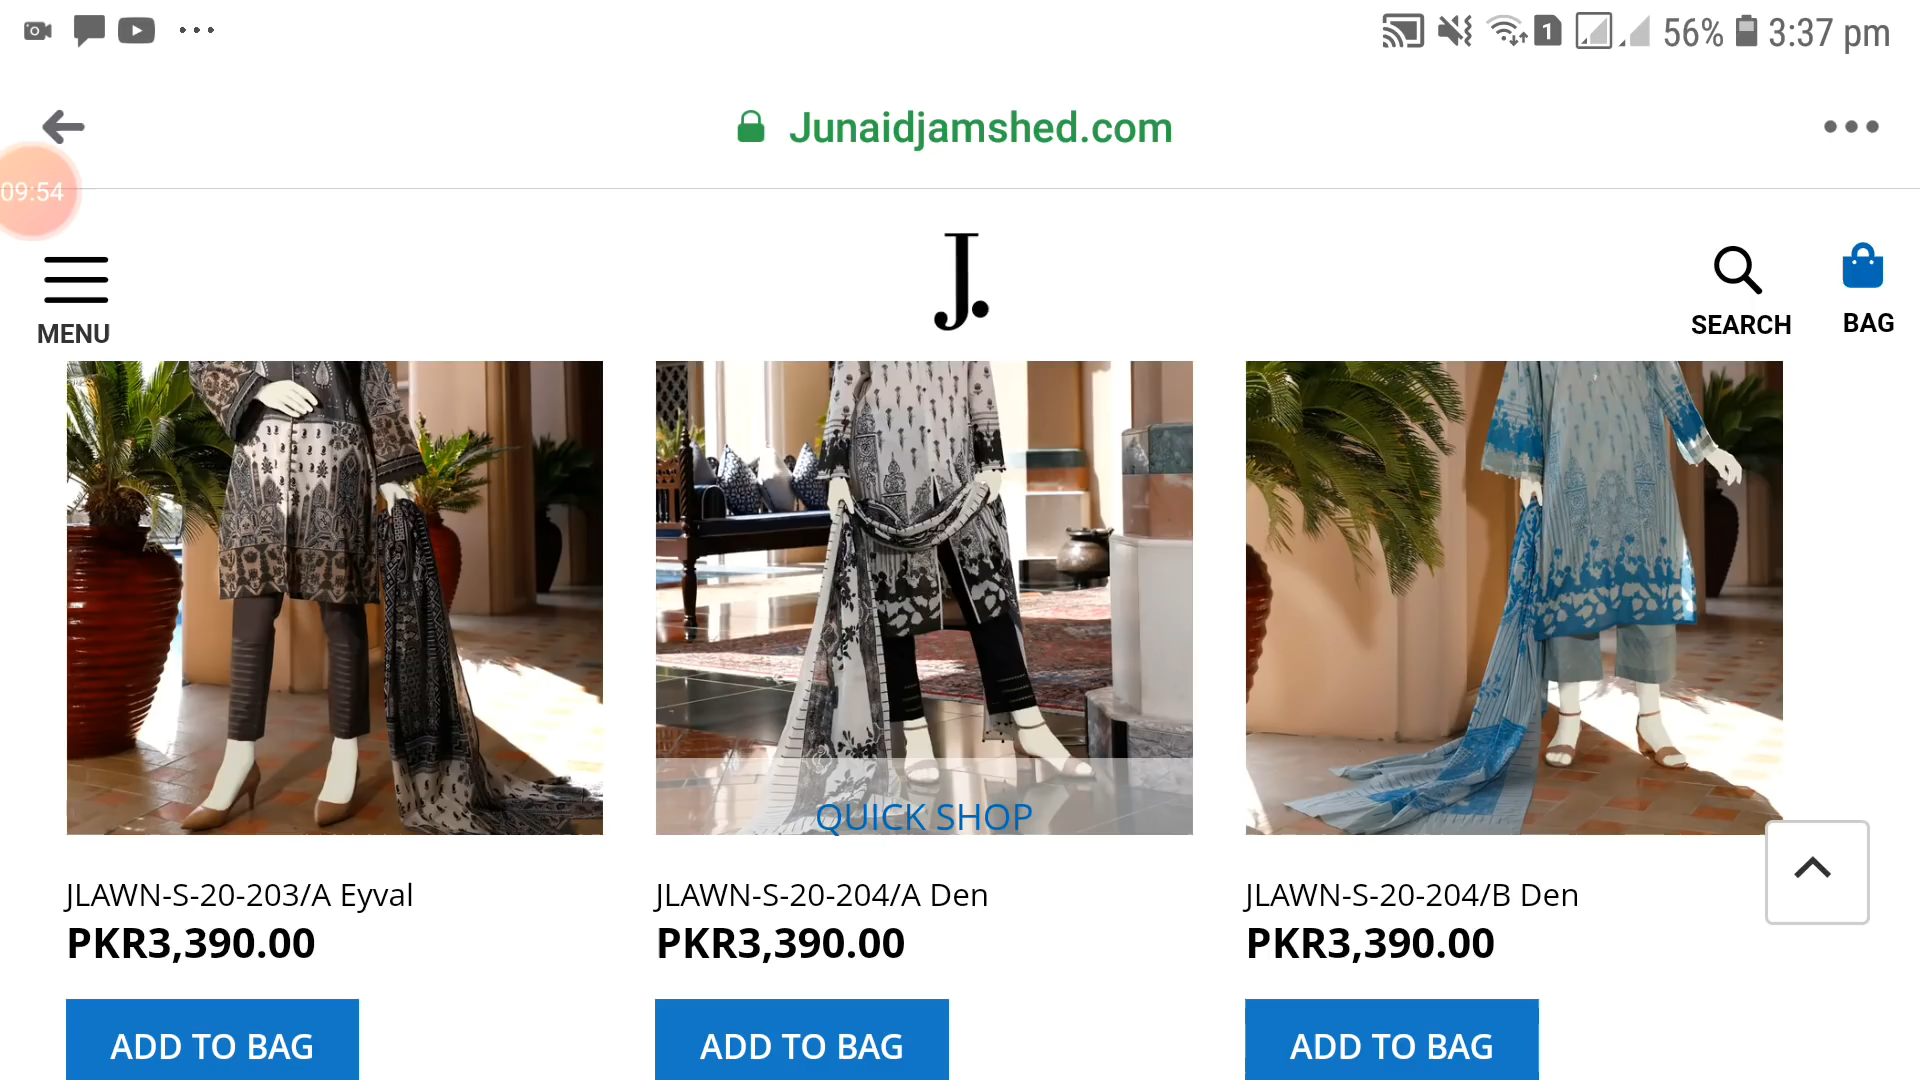 1 56% 3:37 pm
Junaidjamshed.com
09:54
J.
MENU
SEARCH
BAG
QUICK SHOP
JLAWN-S-20-203/A Eyval
PKR3,390.00
ADD TO BAG
JLAWN-S-20-204/A Den
PKR3,390.00
ADD TO BAG
JLAWN-S-20-204/B Den
PKR3,390.00
ADD TO BAG